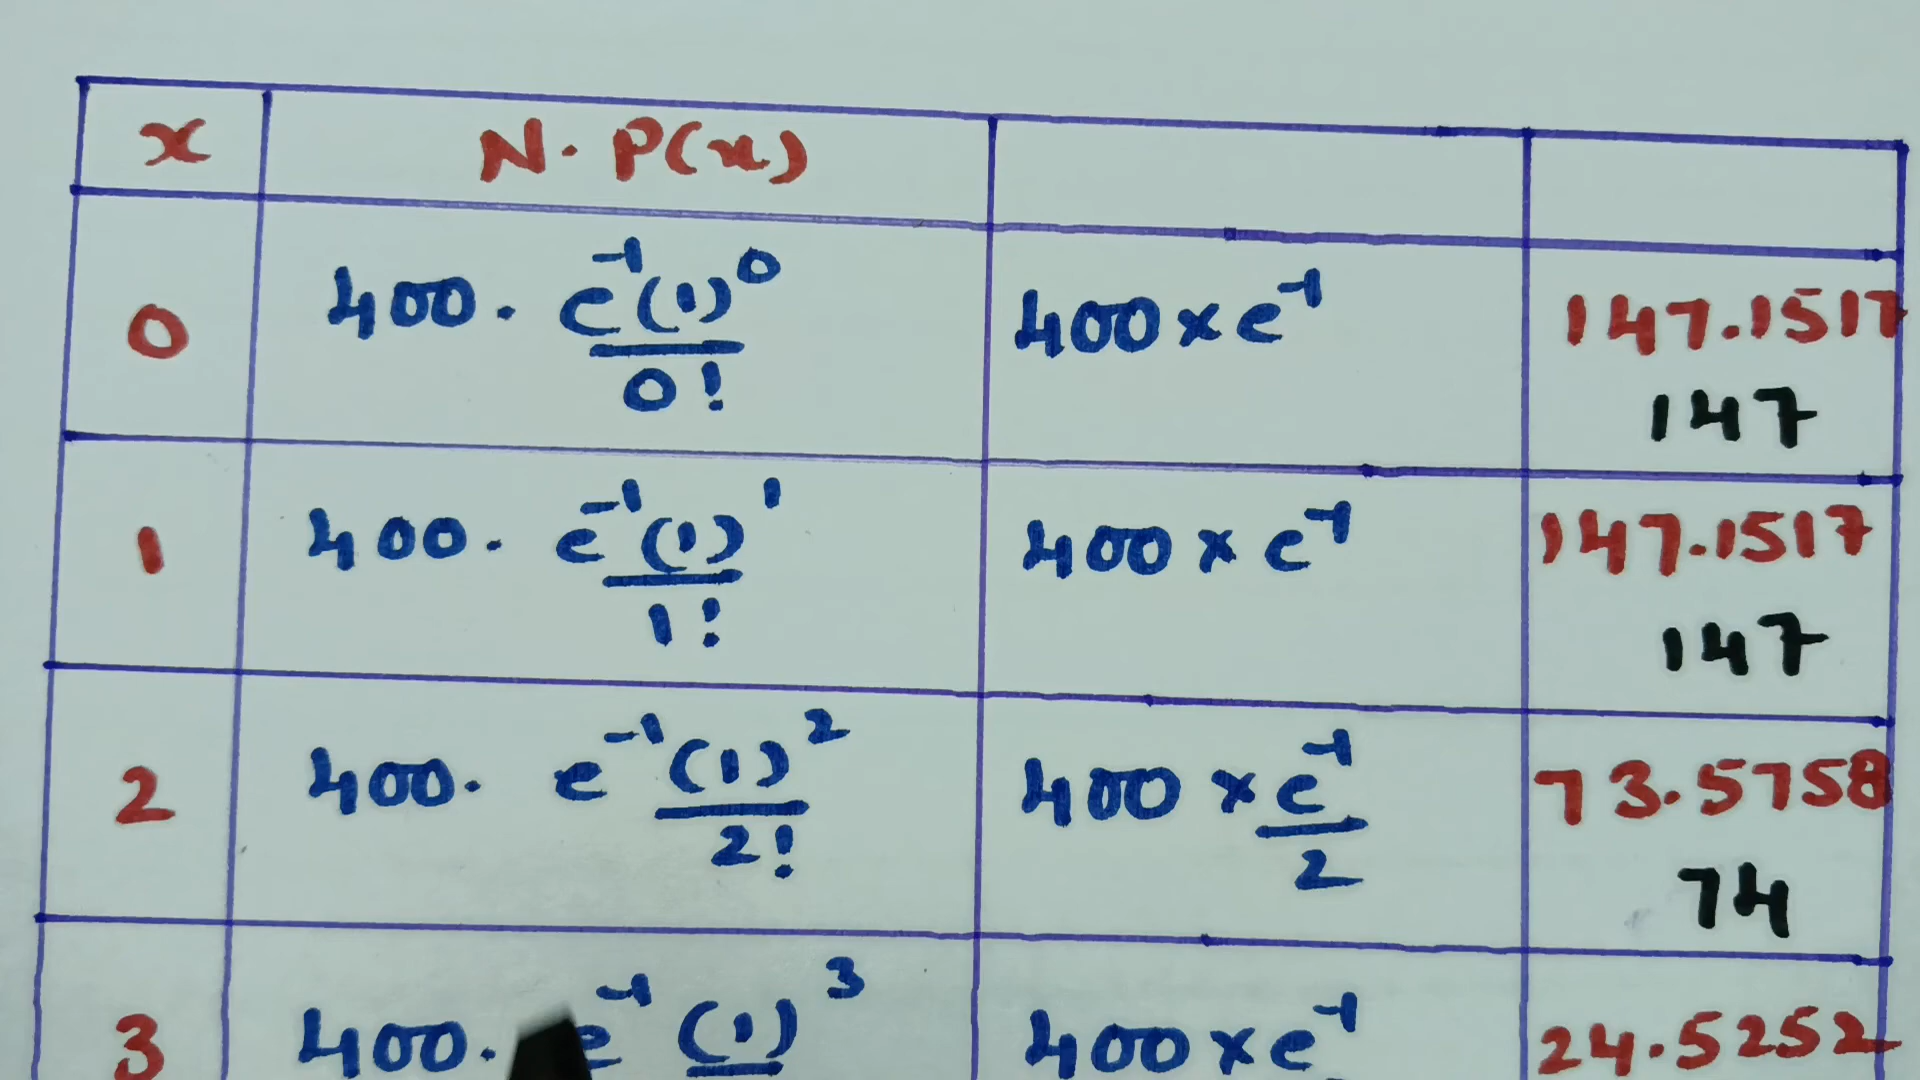 x N. P(x)
0 400. e^-1 (1)^0 / 0! 400 x e^-1 147.1517
147
1 400. e^-1 (1)^1 / 1! 400 x e^-1 147.1517
147
2 400. e^-1 (1)^2 / 2! 400 x e^-1 / 2 73.5758
74
3 400. e^-1 (1)^3 400 x e^-1 24.5252